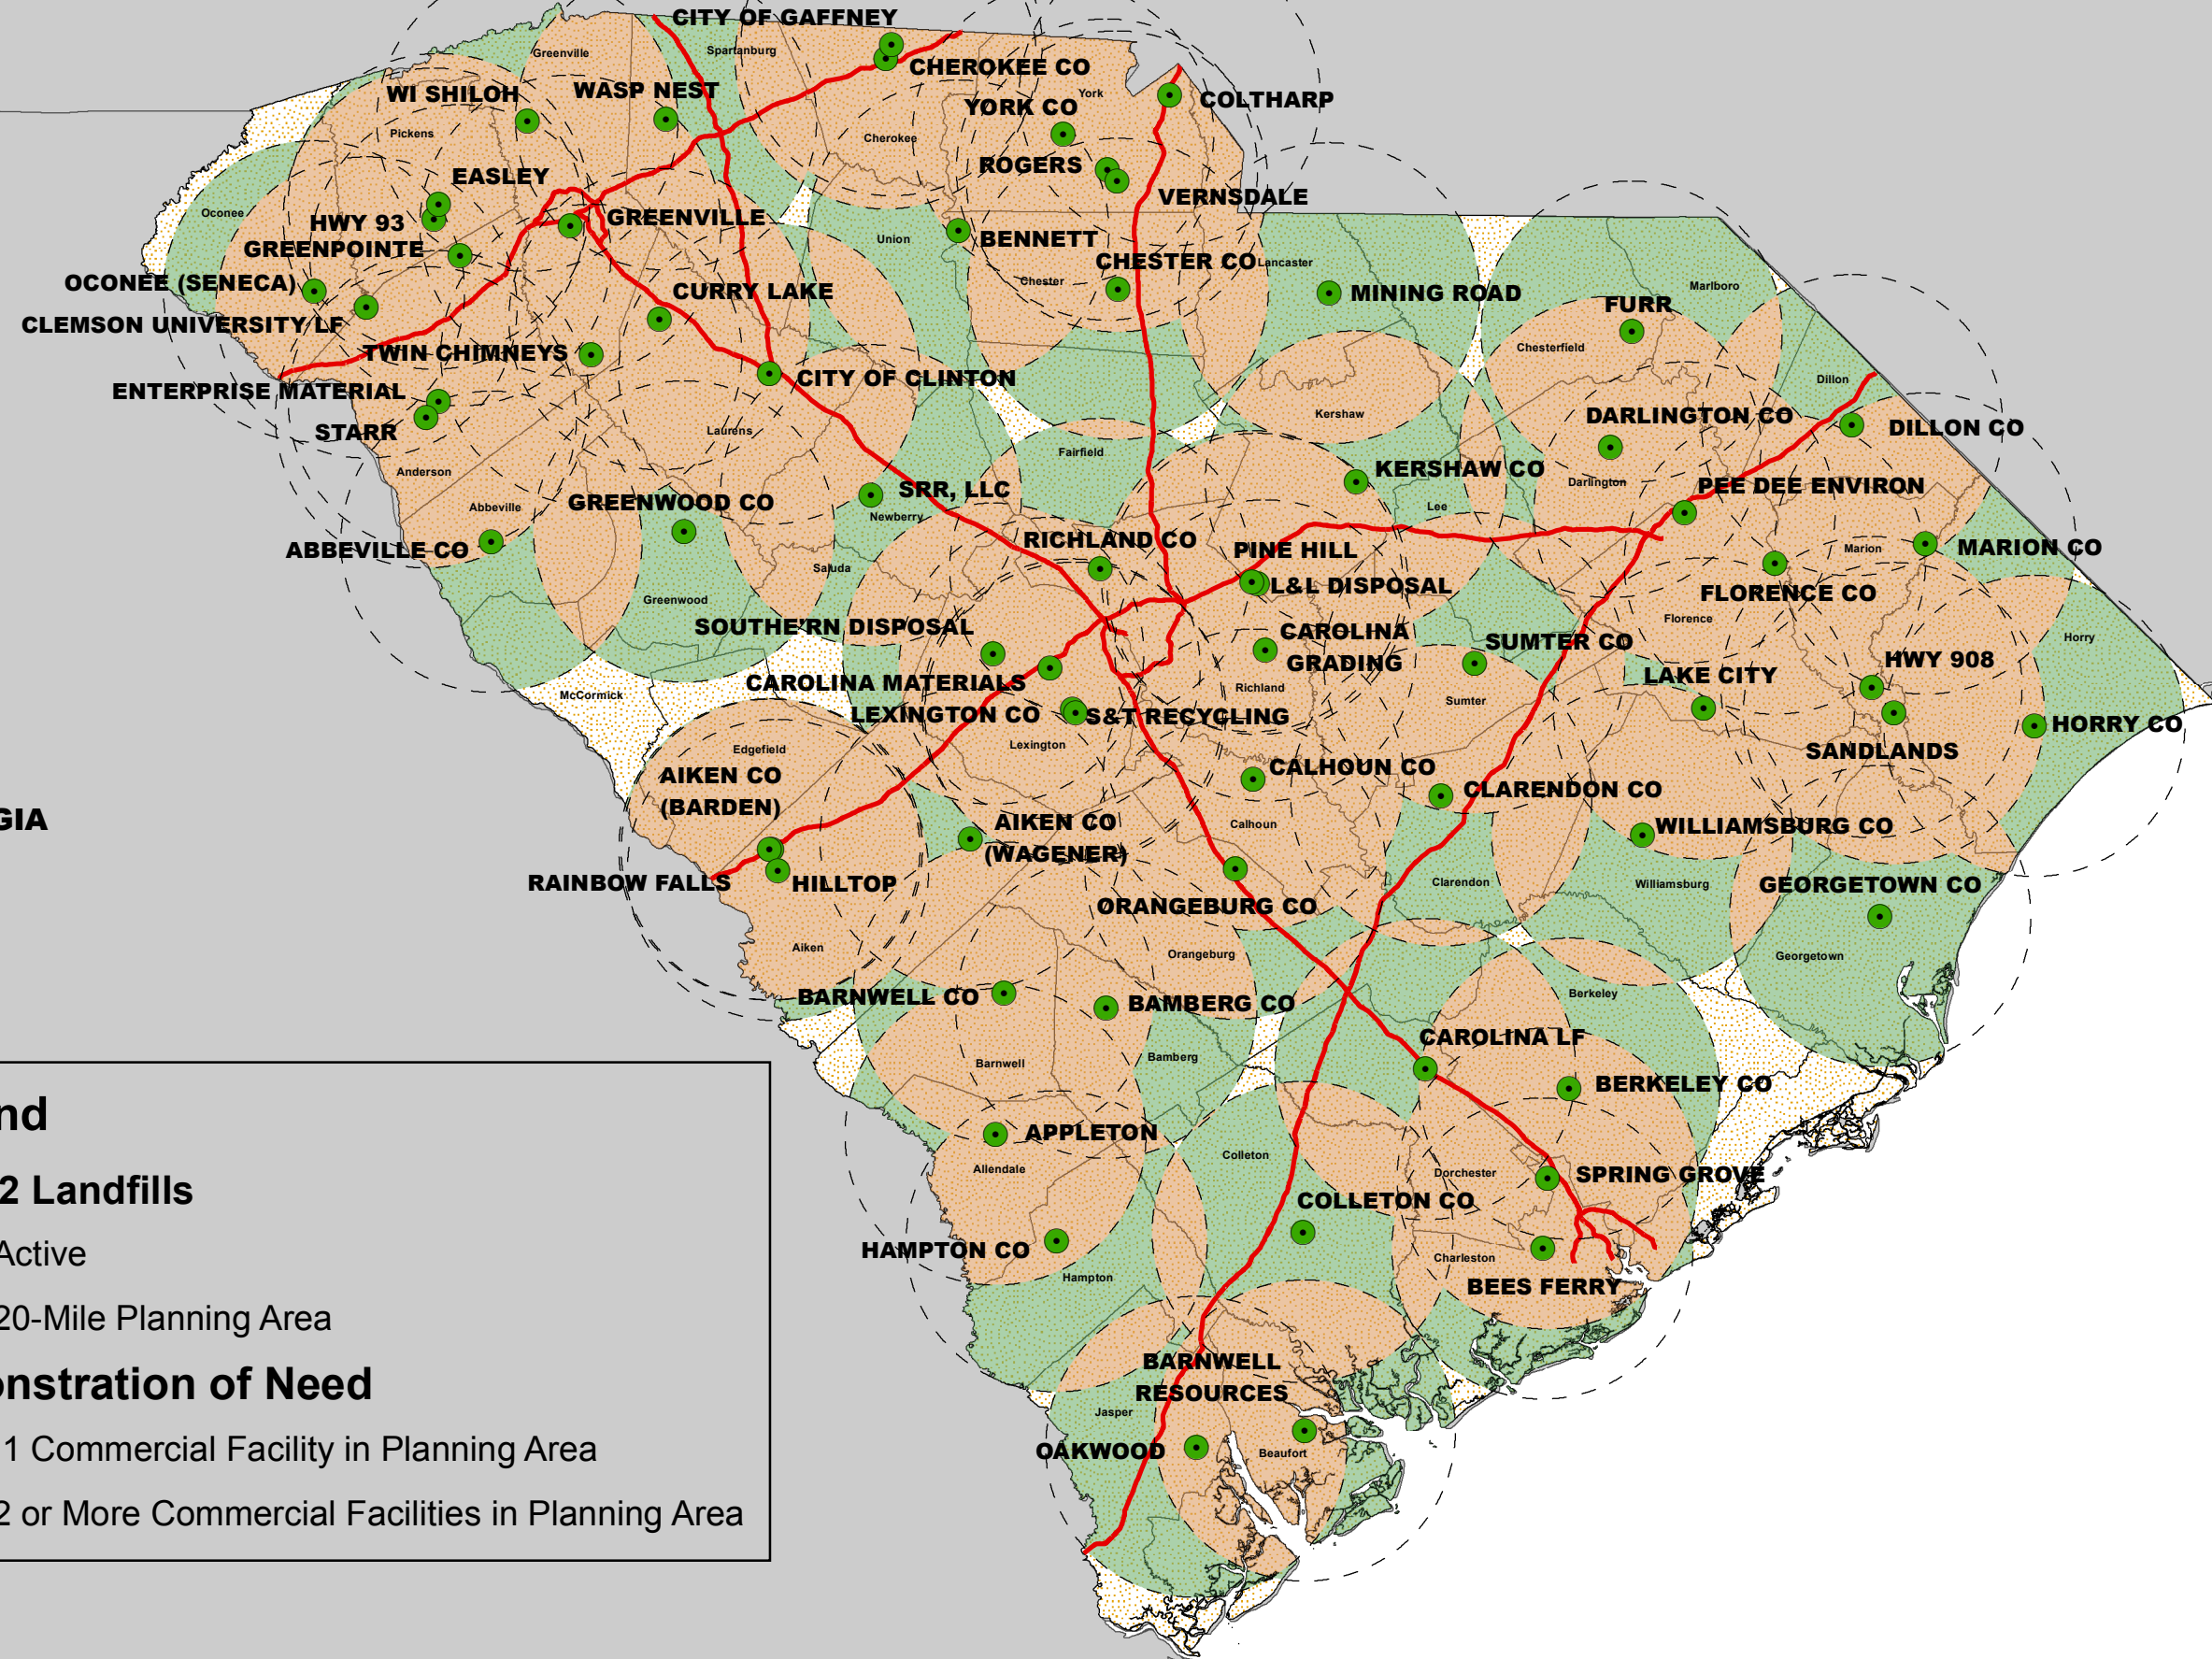 CITY OF GAFFNEY
Greenville
Spartanburg
CHEROKEE CO
WI SHILOH
WASP NEST
York
YORK CO
COLTHARP
Pickens
Cherokee
ROGERS
EASLEY
VERNSDALE
Oconee
HWY 93
GREENVILLE
GREENPOINTE
Union
BENNETT
CHESTER CO
Lancaster
OCONEE (SENECA)
Chester
CURRY LAKE
MINING ROAD
Marlboro
FURR
CLEMSON UNIVERSITY LF
TWIN CHIMNEYS
Chesterfield
CITY OF CLINTON
Dillon
ENTERPRISE MATERIAL
Kershaw
DARLINGTON CO
DILLON CO
STARR
Laurens
Fairfield
Anderson
KERSHAW CO
Darlington
PEE DEE ENVIRON
SRR, LLC
GREENWOOD CO
Abbeville
Newberry
Lee
RICHLAND CO
PINE HILL
ABBEVILLE CO
Marion
MARION CO
Saluda
L&L DISPOSAL
FLORENCE CO
Greenwood
Florence
SOUTHERN DISPOSAL
CAROLINA
GRADING
SUMTER CO
Horry
HWY 908
LAKE CITY
CAROLINA MATERIALS
Richland
McCormick
Sumter
LEXINGTON CO
S&T RECYCLING
HORRY CO
Edgefield
Lexington
SANDLANDS
AIKEN CO
(BARDEN)
CALHOUN CO
CLARENDON CO
GIA
AIKEN CO
(WAGENER)
Calhoun
WILLIAMSBURG CO
RAINBOW FALLS
HILLTOP
Clarendon
Williamsburg
GEORGETOWN CO
ORANGEBURG CO
Aiken
Orangeburg
Georgetown
BARNWELL CO
BAMBERG CO
Berkeley
CAROLINA LF
Barnwell
Bamberg
BERKELEY CO
nd
APPLETON
Allendale
Colleton
Dorchester
SPRING GROVE
2 Landfills
COLLETON CO
Active
HAMPTON CO
Hampton
Charleston
BEES FERRY
20-Mile Planning Area
BARNWELL
RESOURCES
onstration of Need
Jasper
OAKWOOD
Beaufort
1 Commercial Facility in Planning Area
2 or More Commercial Facilities in Planning Area